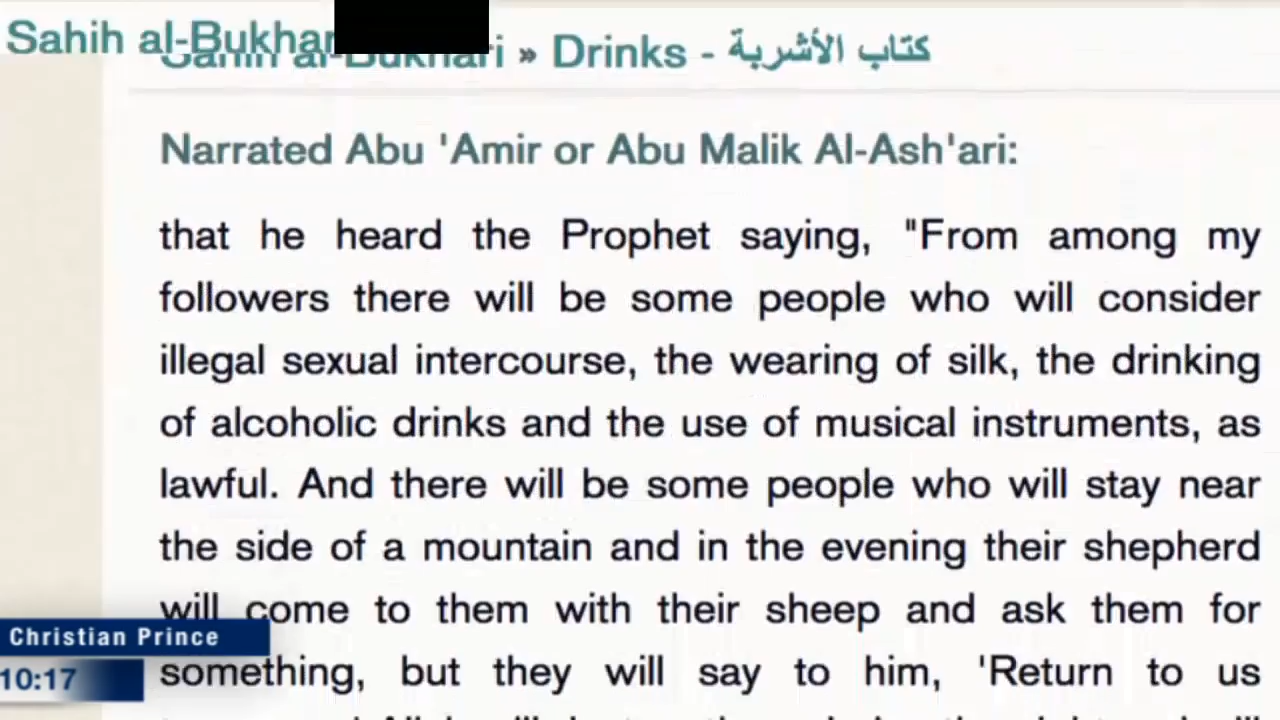 Sahih al-Bukhar
Sahih al-Bukhari » Drinks - كتاب الأشربة
Narrated Abu 'Amir or Abu Malik Al-Ash'ari:
that he heard the Prophet saying, "From among my
followers there will be some people who will consider
illegal sexual intercourse, the wearing of silk, the drinking
of alcoholic drinks and the use of musical instruments, as
lawful. And there will be some people who will stay near
the side of a mountain and in the evening their shepherd
will come to them with their sheep and ask them for
Christian Prince
something, but they will say to him, 'Return to us
10:17